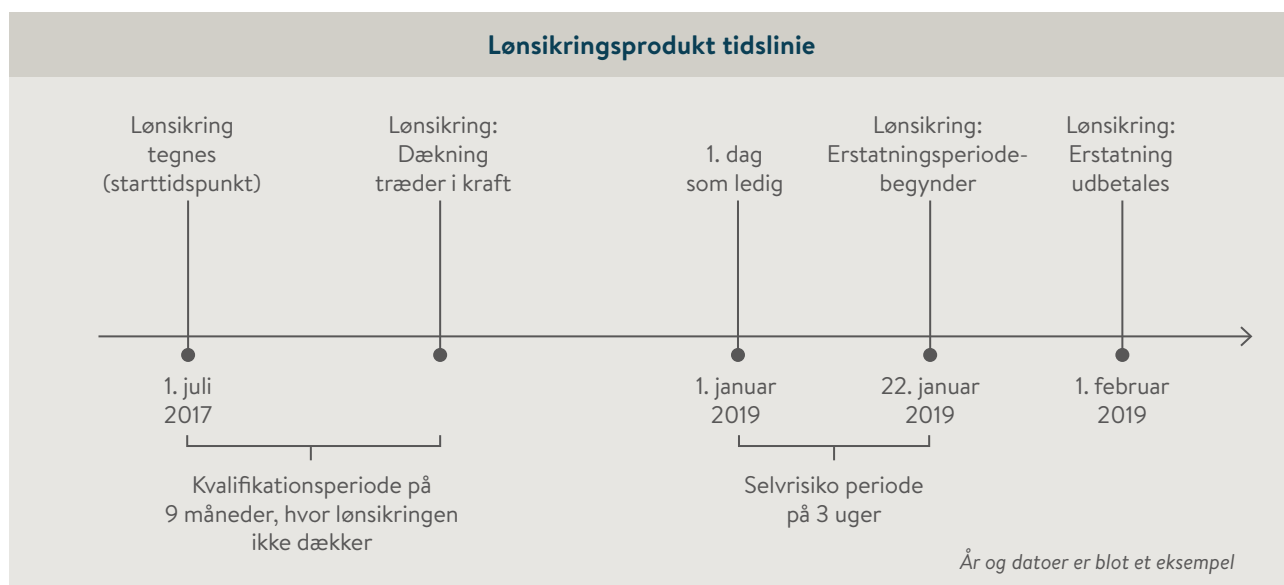 Lønsikringsprodukt tidslinie
Lønsikring
tegnes
(starttidspunkt)
Lønsikring:
Dækning
træder i kraft
1. dag
som ledig
Lønsikring:
Erstatningsperiode-
begynder
Lønsikring:
Erstatning
udbetales
1. juli
2017
1. januar
2019
22. januar
2019
1. februar
2019
Kvalifikationsperiode på
9 måneder, hvor lønsikringen
ikke dækker
Selvrisiko periode
på 3 uger
År og datoer er blot et eksempel